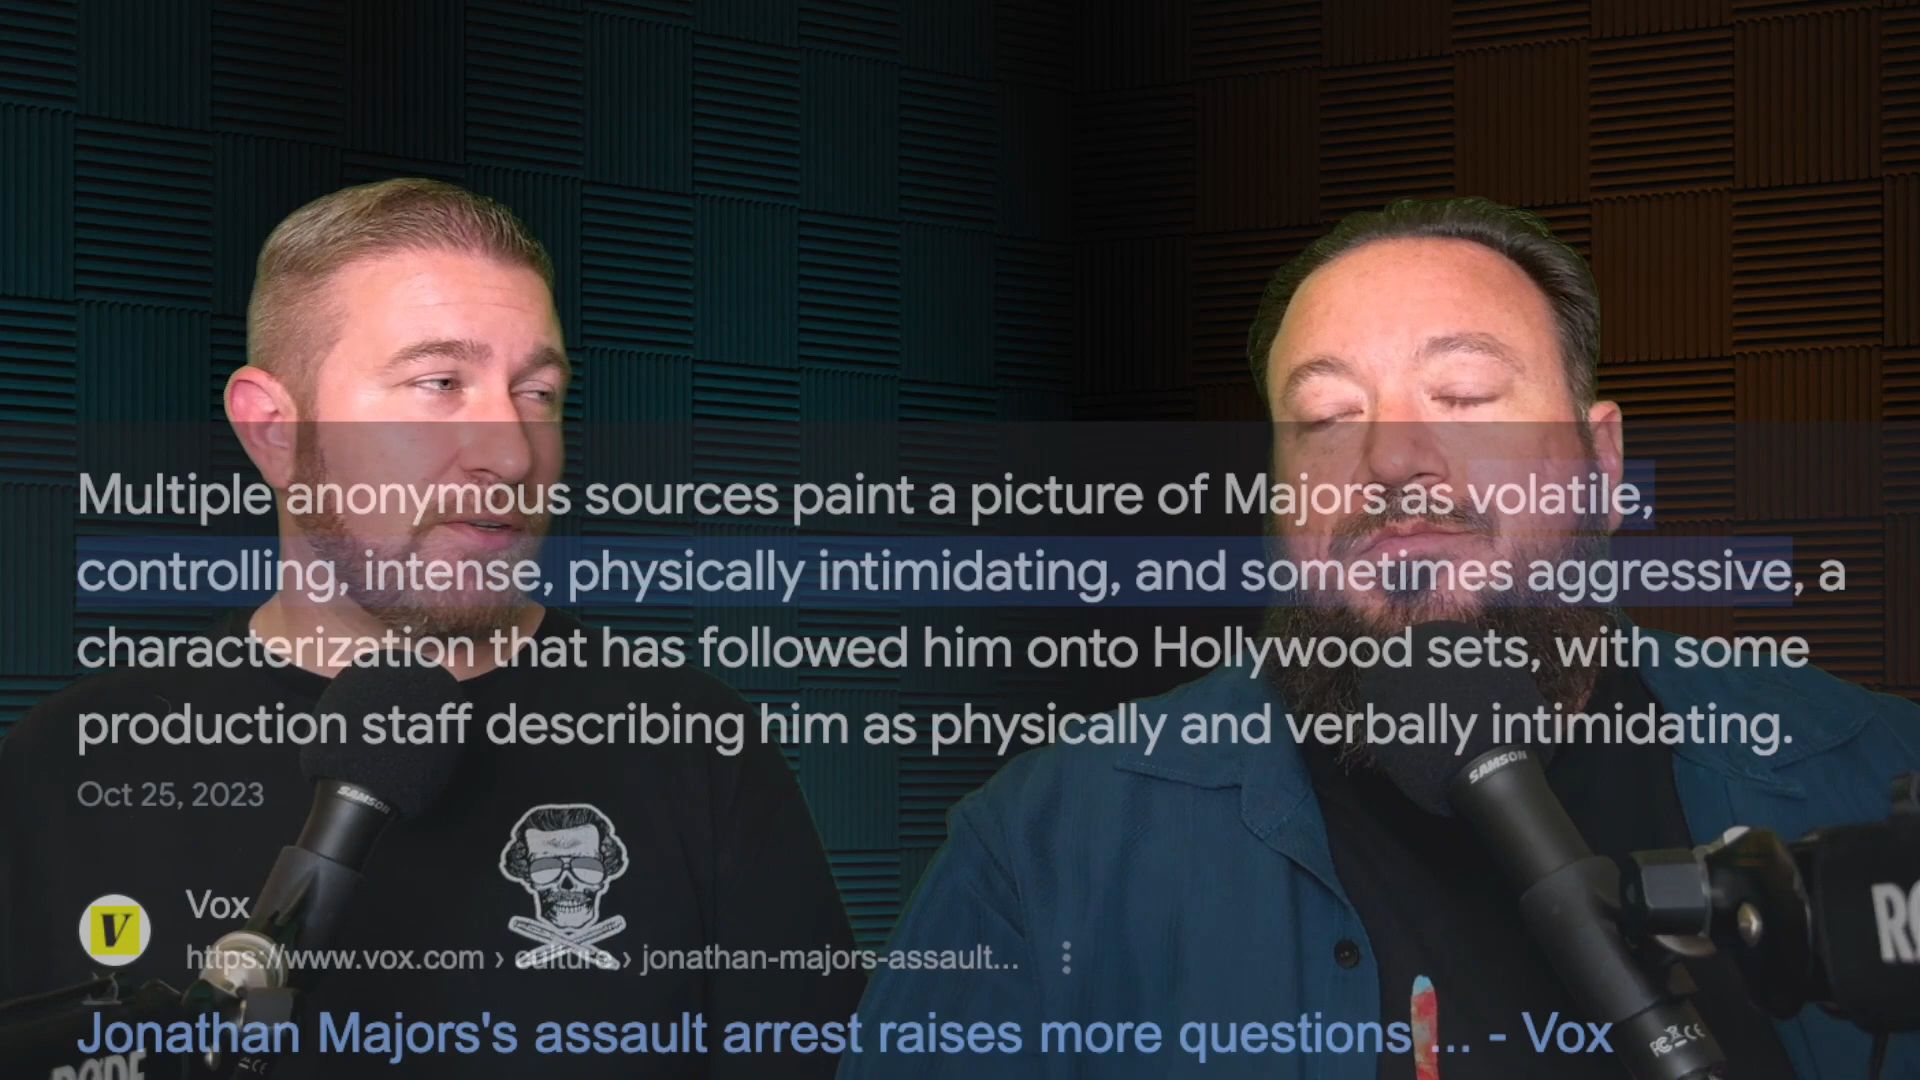 Multiple anonymous sources paint a picture of Majors as volatile,
controlling, intense, physically intimidating, and sometimes aggressive, a
characterization that has followed him onto Hollywood sets, with some
production staff describing him as physically and verbally intimidating.
Oct 25, 2023
SAMSON
SAMSON
V
Vox
https://www.vox.com › culture › jonathan-majors-assault...
Jonathan Majors's assault arrest raises more questions ... - Vox
RØDE